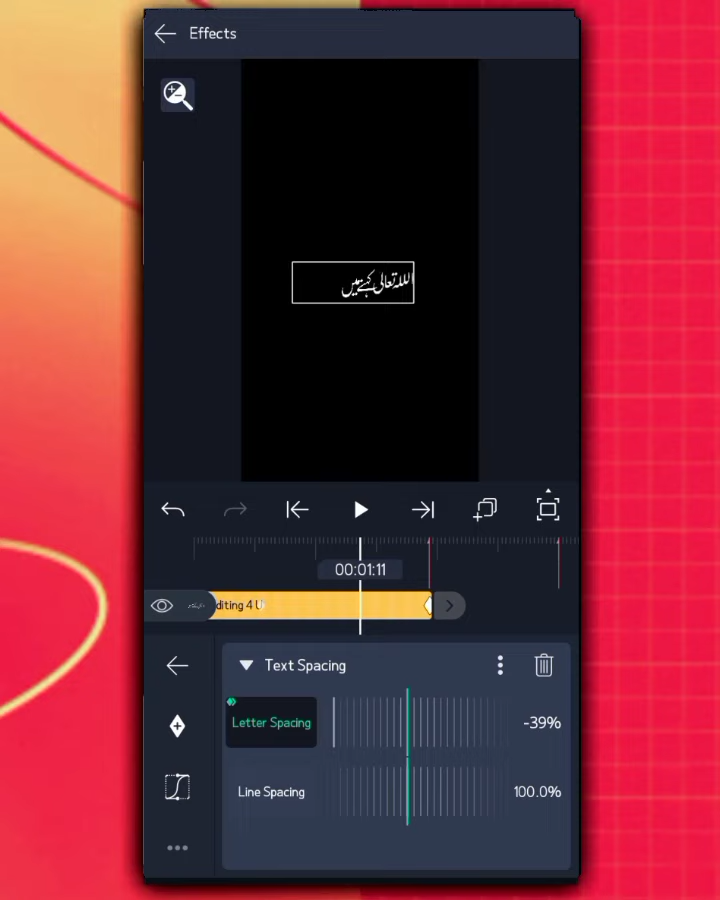 Effects
اللہ تعالیٰ کہتے ہیں
00:01:11
diting 4 U
Text Spacing
Letter Spacing
-39%
Line Spacing
100.0%